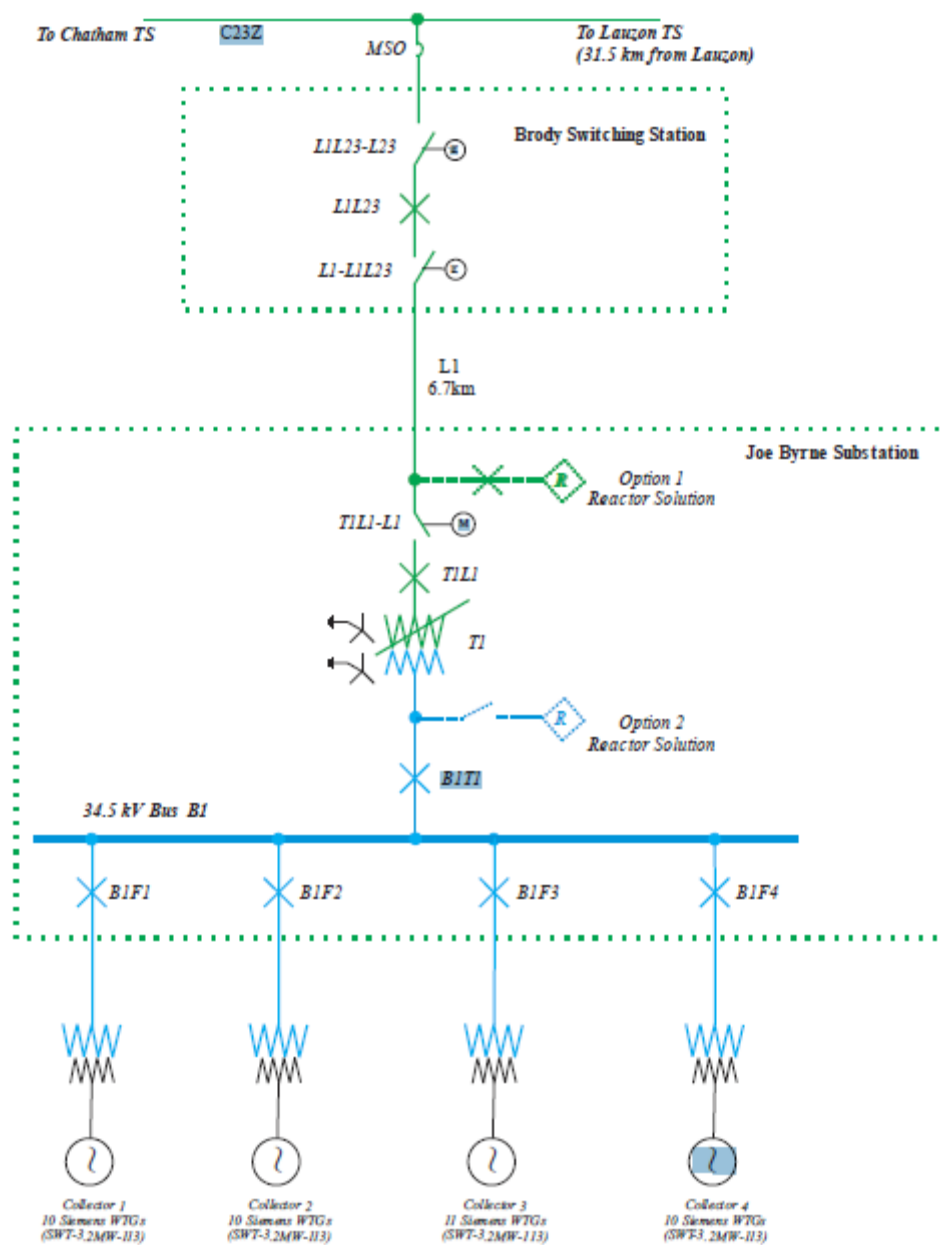 To Chatham TS
C23Z
To Lauzon TS
(31.5 km from Lauzon)
MSO
Brody Switching Station
L1L23-L23
L1L23
L1-L1L23
L1
6.7km
Joe Byrne Substation
R
Option 1
Reactor Solution
T1L1-L1
M
T1L1
T1
R
Option 2
Reactor Solution
B1T1
34.5 kV Bus B1
B1F1
B1F2
B1F3
B1F4
Collector 1
10 Siemens WTGs
(SWT-3.2MW-113)
Collector 2
10 Siemens WTGs
(SWT-3.2MW-113)
Collector 3
11 Siemens WTGs
(SWT-3.2MW-113)
Collector 4
10 Siemens WTGs
(SWT-3.2MW-113)